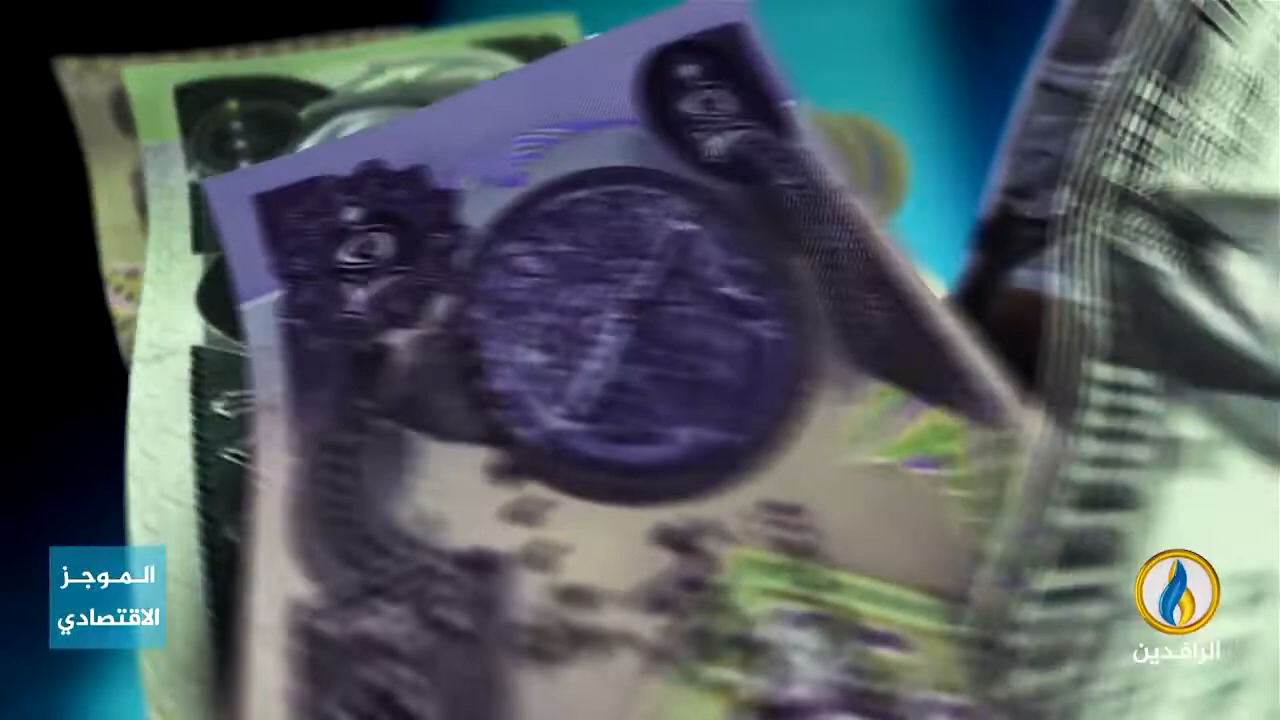 الموجز
الاقتصادي
الرافدين